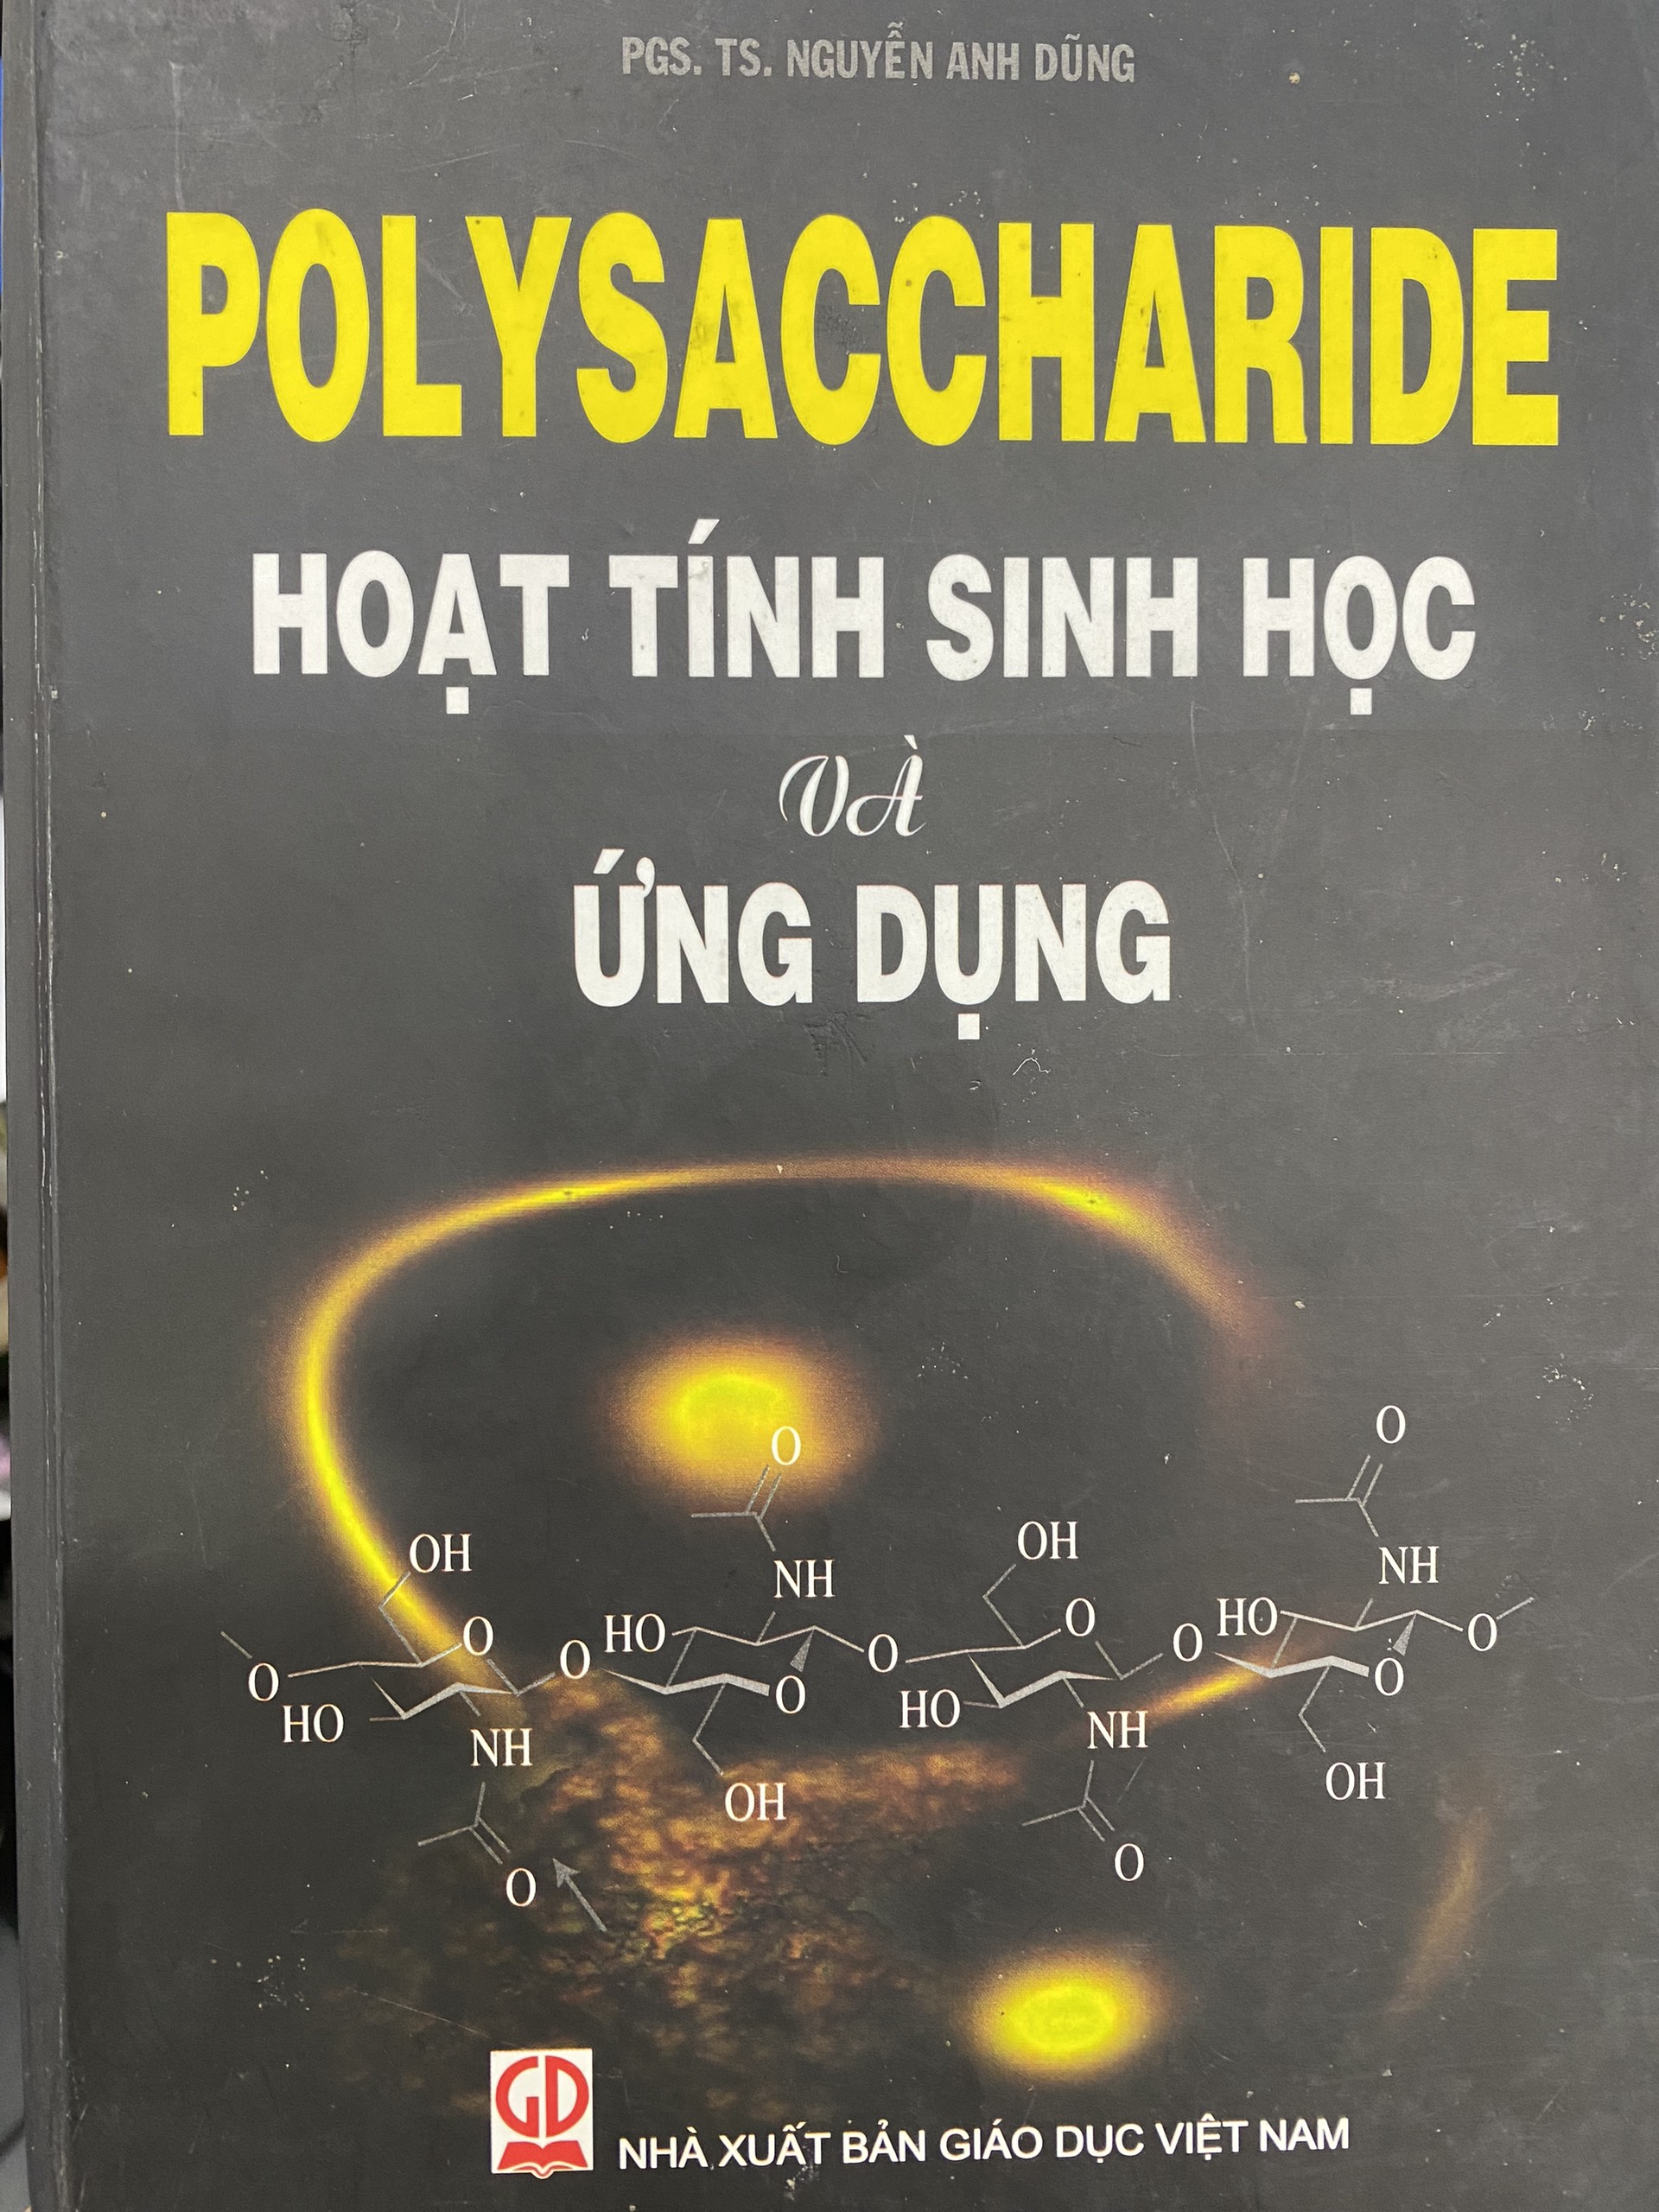 PGS. TS. NGUYỄN ANH DŨNG
POLYSACCHARIDE
HOẠT TÍNH SINH HỌC
VÀ
ỨNG DỤNG
O
O
OH
OH
NH
NH
O
HO
O
O
HO
O
O
HO
O
O
O
HO
NH
NH
OH
OH
O
O
GD
NHÀ XUẤT BẢN GIÁO DỤC VIỆT NAM